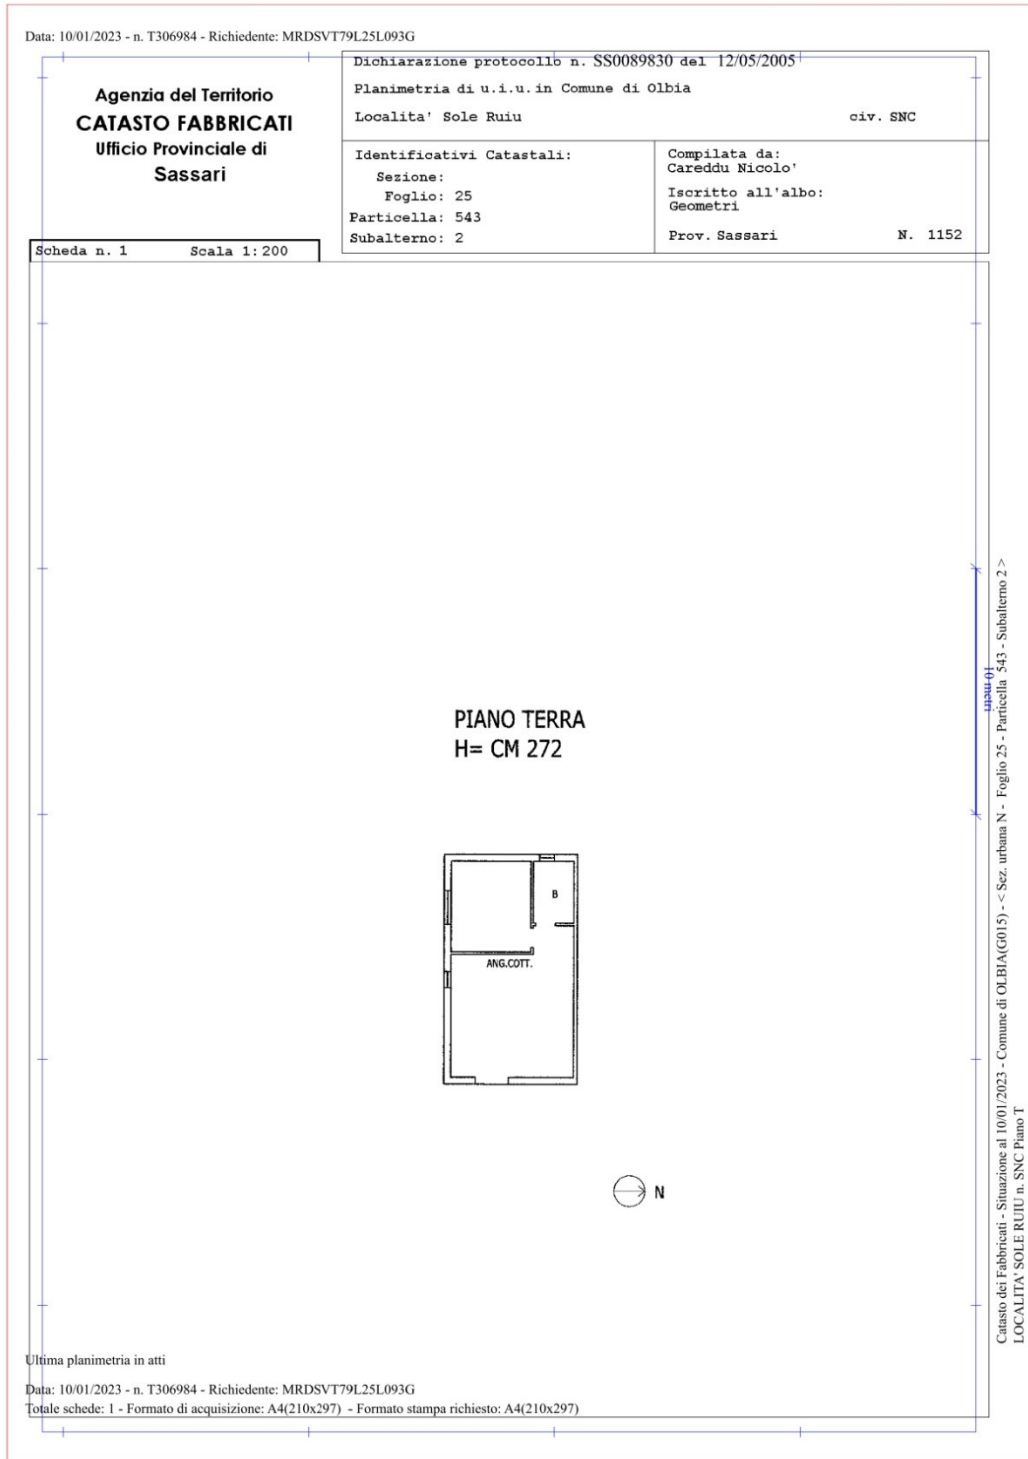 Data: 10/01/2023 - n. T306984 - Richiedente: MRDSVT79L25L093G
Agenzia del Territorio
CATASTO FABBRICATI
Ufficio Provinciale di
Sassari
Scheda n. 1 Scala 1:200
Dichiarazione protocollo n. SS0089830 del 12/05/2005
Planimetria di u.i.u. in Comune di Olbia
Localita' Sole Ruiu civ. SNC
Identificativi Catastali:
Sezione:
Foglio: 25
Particella: 543
Subalterno: 2
Compilata da:
Careddu Nicolo'
Iscritto all'albo:
Geometri
Prov. Sassari N. 1152
PIANO TERRA
H= CM 272
B
ANG.COTT.
N
10 metri
Catasto dei Fabbricati - Situazione al 10/01/2023 - Comune di OLBIA(G015) - < Sez. urbana N - Foglio 25 - Particella 543 - Subalterno 2 >
LOCALITA' SOLE RUIU n. SNC Piano T
Ultima planimetria in atti
Data: 10/01/2023 - n. T306984 - Richiedente: MRDSVT79L25L093G
Totale schede: 1 - Formato di acquisizione: A4(210x297) - Formato stampa richiesto: A4(210x297)